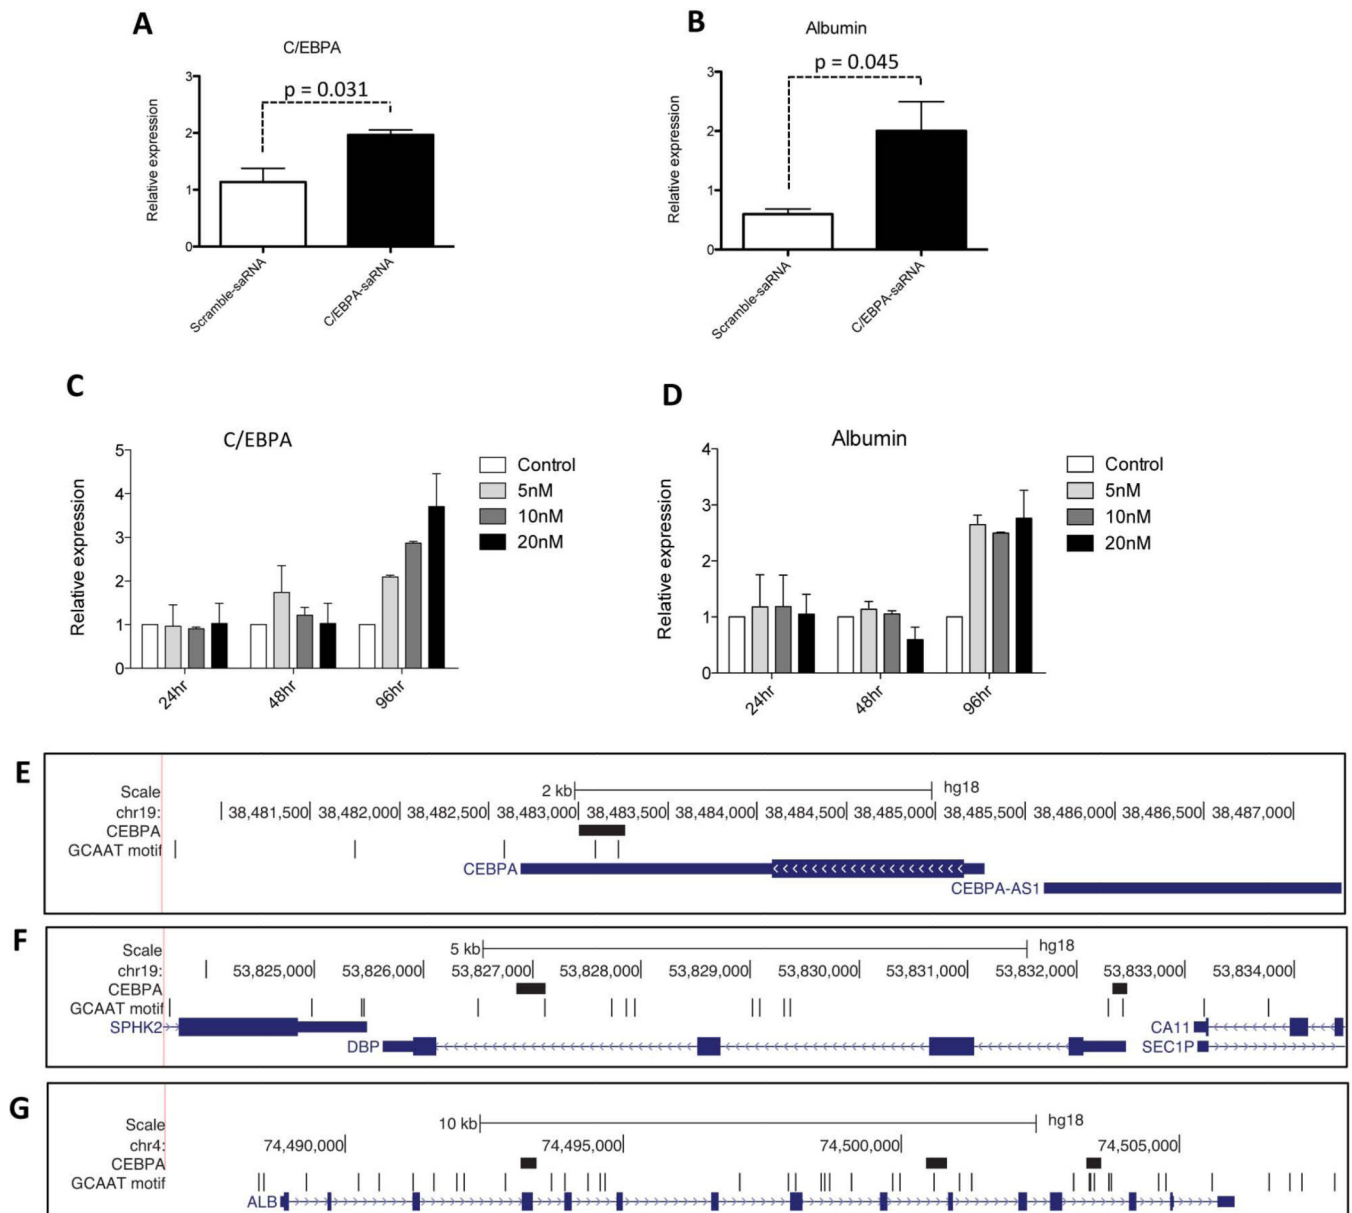 A
C/EBPA
Relative expression
3
2
1
0
p = 0.031
Scramble-saRNA
C/EBPA-saRNA
B
Albumin
Relative expression
3
2
1
0
p = 0.045
Scramble-saRNA
C/EBPA-saRNA
C
C/EBPA
Relative expression
5
4
3
2
1
0
24hr
48hr
96hr
Control
5nM
10nM
20nM
D
Albumin
Relative expression
4
3
2
1
0
24hr
48hr
96hr
Control
5nM
10nM
20nM
E
Scale 2 kb hg18
chr19: 38,481,500 38,482,000 38,482,500 38,483,000 38,483,500 38,484,000 38,484,500 38,485,000 38,485,500 38,486,000 38,486,500 38,487,000
CEBPA
GCAAT motif
CEBPA
CEBPA-AS1
F
Scale 5 kb hg18
chr19: 53,825,000 53,826,000 53,827,000 53,828,000 53,829,000 53,830,000 53,831,000 53,832,000 53,833,000 53,834,000
CEBPA
GCAAT motif
SPHK2 CA11
DBP SEC1P
G
Scale 10 kb hg18
chr4: 74,490,000 74,495,000 74,500,000 74,505,000
CEBPA
GCAAT motif
ALB